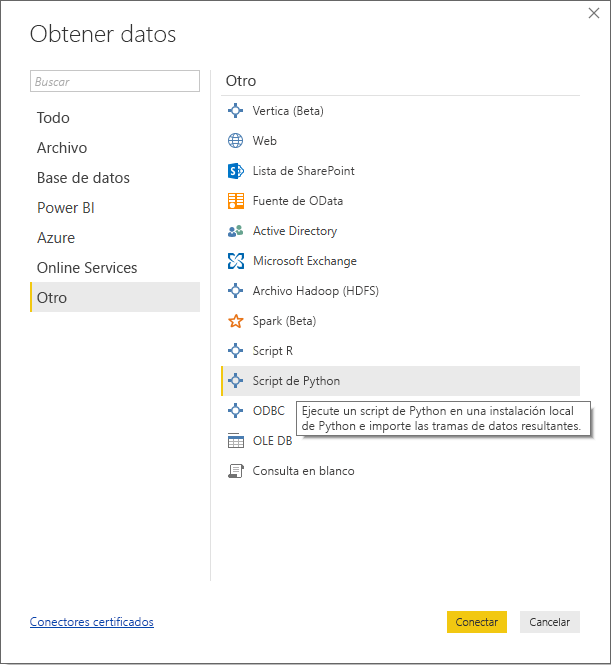 Obtener datos
Buscar
Todo
Archivo
Base de datos
Power BI
Azure
Online Services
Otro
Otro
Vertica (Beta)
Web
Lista de SharePoint
Fuente de OData
Active Directory
Microsoft Exchange
Archivo Hadoop (HDFS)
Spark (Beta)
Script R
Script de Python
ODBC
Ejecute un script de Python en una instalación local
de Python e importe las tramas de datos resultantes.
OLE DB
Consulta en blanco
Conectores certificados
Conectar
Cancelar